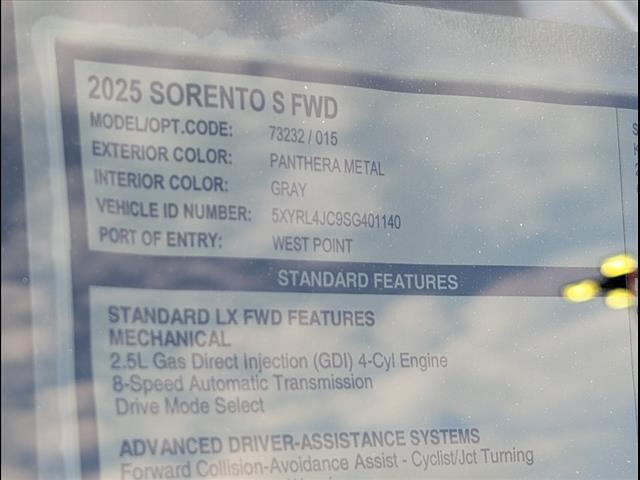 2025 SORENTO S FWD
MODEL/OPT.CODE: 73232 / 015
EXTERIOR COLOR: PANTHERA METAL
INTERIOR COLOR: GRAY
VEHICLE ID NUMBER: 5XYRL4JC9SG401140
PORT OF ENTRY: WEST POINT
STANDARD FEATURES
STANDARD LX FWD FEATURES
MECHANICAL
2.5L Gas Direct Injection (GDI) 4-Cyl Engine
8-Speed Automatic Transmission
Drive Mode Select
ADVANCED DRIVER-ASSISTANCE SYSTEMS
Forward Collision-Avoidance Assist - Cyclist/Jct Turning